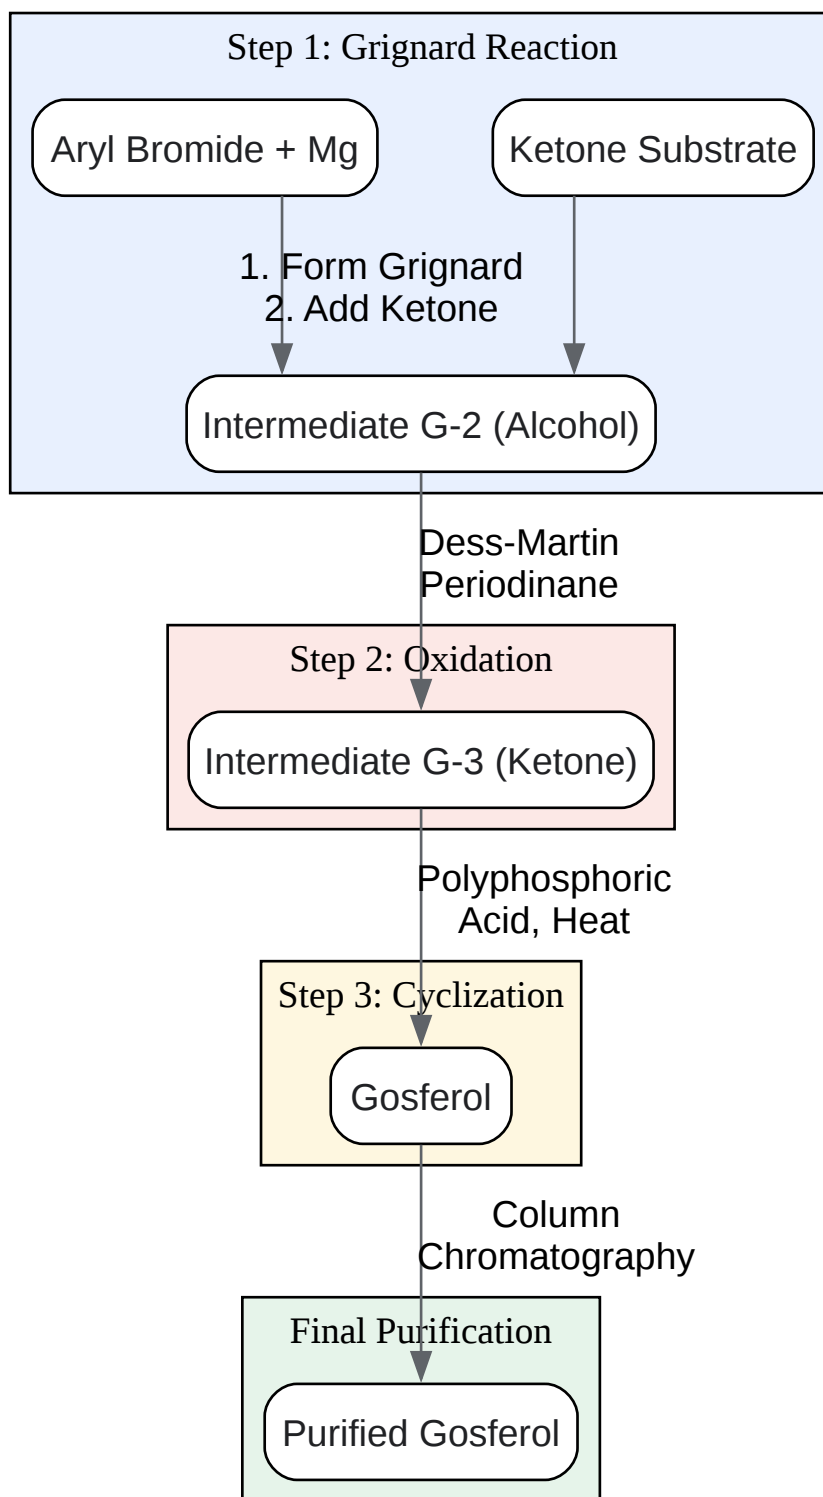 Step 1: Grignard Reaction
Aryl Bromide + Mg
Ketone Substrate
1. Form Grignard
2. Add Ketone
Intermediate G-2 (Alcohol)
Dess-Martin
Periodinane
Step 2: Oxidation
Intermediate G-3 (Ketone)
Polyphosphoric
Acid, Heat
Step 3: Cyclization
Gosferol
Column
Chromatography
Final Purification
Purified Gosferol